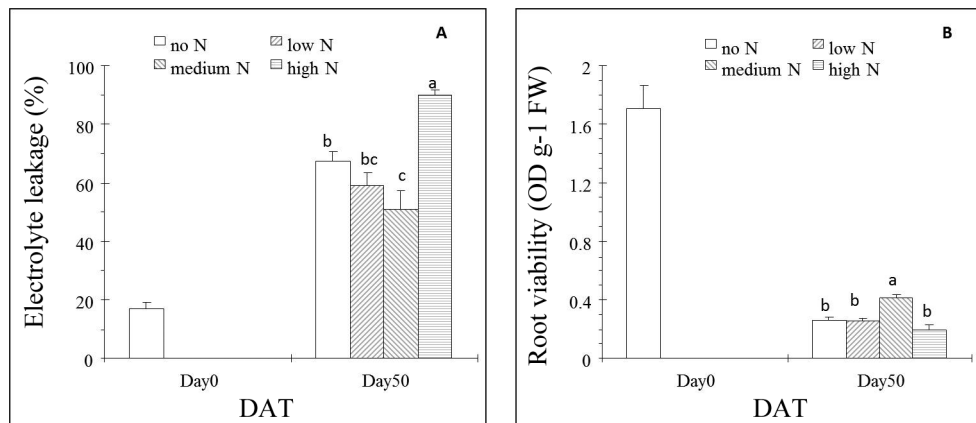 A
no N low N
medium N high N
100
80
60
40
20
0
Electrolyte leakage (%)
b
bc
c
a
Day0 Day50
DAT
B
no N low N
medium N high N
2
1.6
1.2
0.8
0.4
0
Root viability (OD g-1 FW)
b
b
a
b
Day0 Day50
DAT